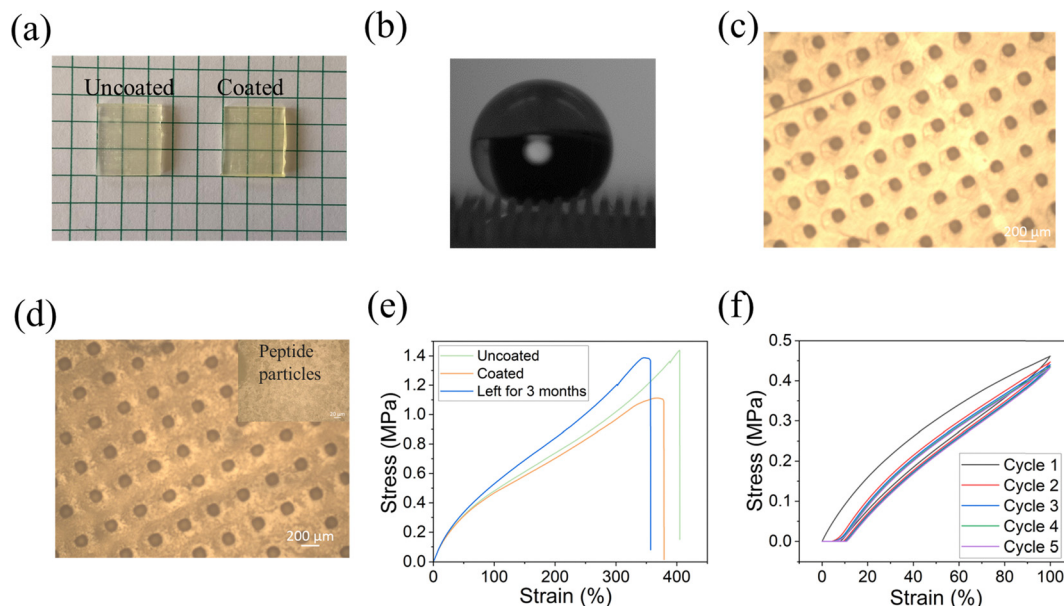 (a)
Uncoated Coated
(b)
(c)
200 μm
(d)
Peptide
particles
200 μm
(e)
Stress (MPa)
1.4
1.2
1.0
0.8
0.6
0.4
0.2
0.0
Uncoated
Coated
Left for 3 months
0 100 200 300 400
Strain (%)
(f)
Stress (MPa)
0.5
0.4
0.3
0.2
0.1
0.0
Cycle 1
Cycle 2
Cycle 3
Cycle 4
Cycle 5
0 20 40 60 80 100
Strain (%)